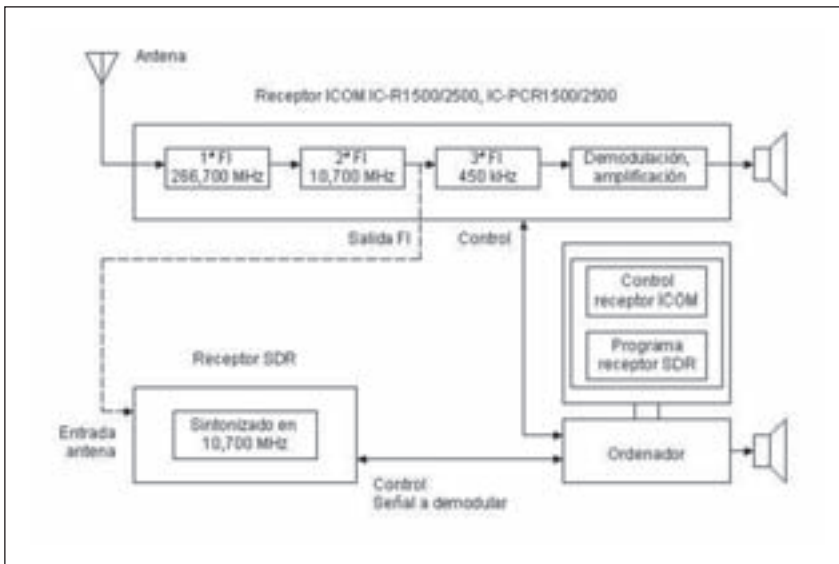 Antena
Receptor ICOM IC-R1500/2500, IC-PCR1500/2500
1ª FI
266,700 MHz
2ª FI
10,700 MHz
3ª FI
450 kHz
Demodulación,
amplificación
Salida FI
Control
Control
receptor ICOM
Programa
receptor SDR
Receptor SDR
Sintonizado en
10,700 MHz
Entrada
antena
Ordenador
Control
Señal a demodular